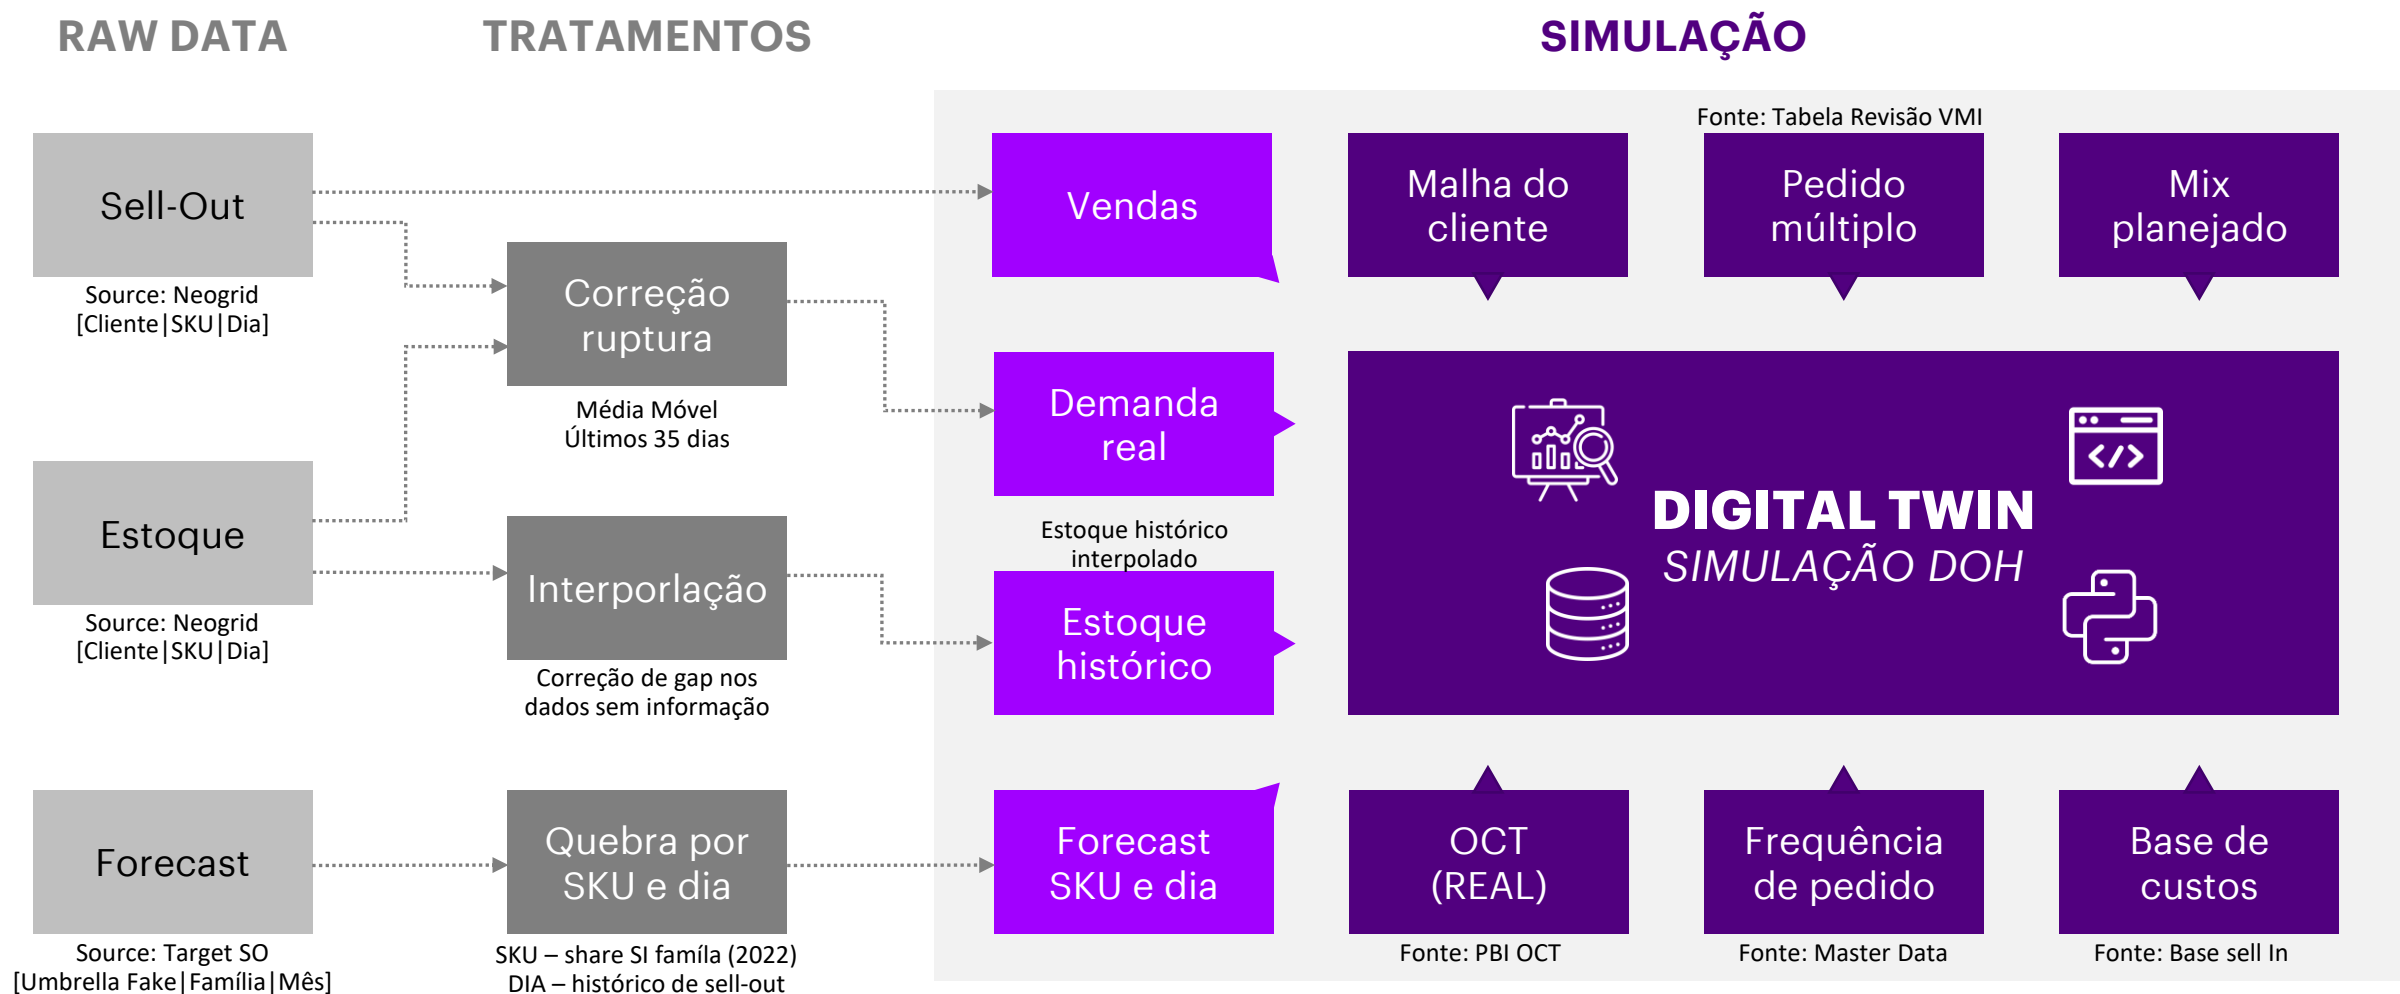 RAW DATA
TRATAMENTOS
SIMULAÇÃO
Sell-Out
Source: Neogrid
[Cliente|SKU|Dia]
Estoque
Source: Neogrid
[Cliente|SKU|Dia]
Forecast
Source: Target SO
[Umbrella Fake|Família|Mês]
Correção
ruptura
Média Móvel
Últimos 35 dias
Interporlação
Correção de gap nos
dados sem informação
Quebra por
SKU e dia
SKU – share SI famíla (2022)
DIA – histórico de sell-out
Vendas
Demanda
real
Estoque histórico
interpolado
Estoque
histórico
Forecast
SKU e dia
Malha do
cliente
Fonte: Tabela Revisão VMI
Pedido
múltiplo
Mix
planejado
</>
DIGITAL TWIN
SIMULAÇÃO DOH
OCT
(REAL)
Fonte: PBI OCT
Frequência
de pedido
Fonte: Master Data
Base de
custos
Fonte: Base sell In